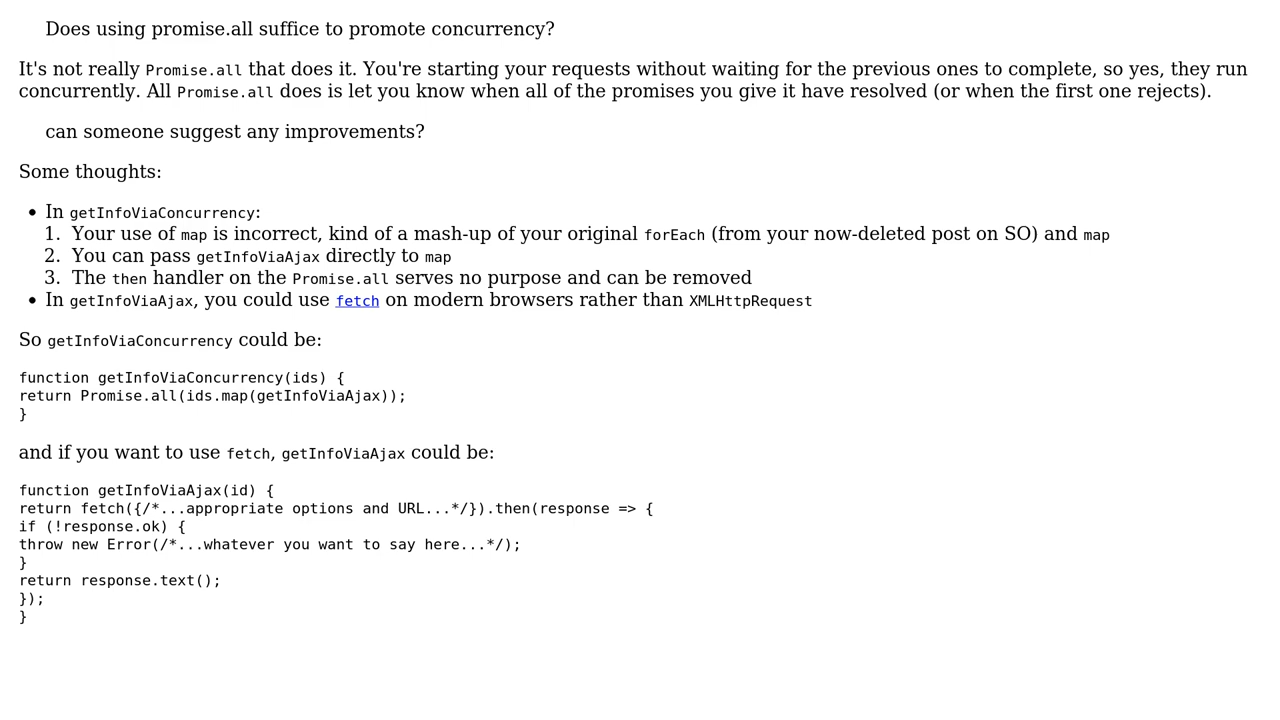 Does using promise.all suffice to promote concurrency?
It's not really Promise.all that does it. You're starting your requests without waiting for the previous ones to complete, so yes, they run
concurrently. All Promise.all does is let you know when all of the promises you give it have resolved (or when the first one rejects).
can someone suggest any improvements?
Some thoughts:
• In getInfoViaConcurrency:
1. Your use of map is incorrect, kind of a mash-up of your original forEach (from your now-deleted post on SO) and map
2. You can pass getInfoViaAjax directly to map
3. The then handler on the Promise.all serves no purpose and can be removed
• In getInfoViaAjax, you could use fetch on modern browsers rather than XMLHttpRequest
So getInfoViaConcurrency could be:
function getInfoViaConcurrency(ids) {
return Promise.all(ids.map(getInfoViaAjax));
}
and if you want to use fetch, getInfoViaAjax could be:
function getInfoViaAjax(id) {
return fetch({/*...appropriate options and URL...*/}).then(response => {
if (!response.ok) {
throw new Error(/*...whatever you want to say here...*/);
}
return response.text();
});
}